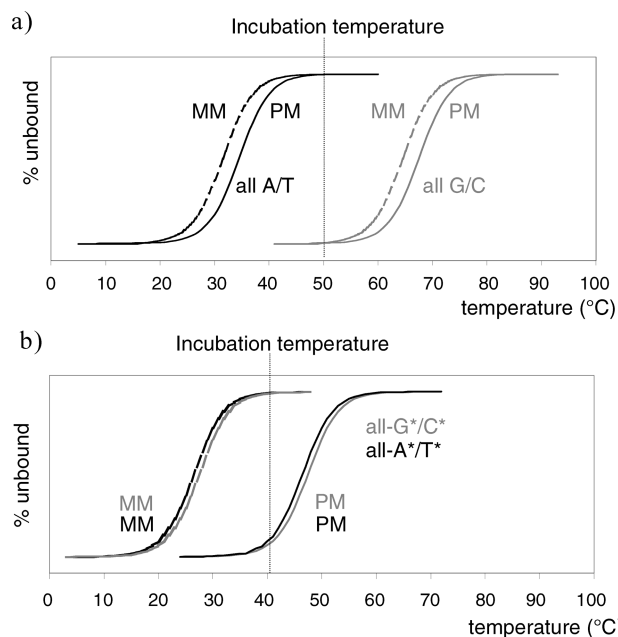 a)
Incubation temperature
% unbound
MM PM MM PM
all A/T all G/C
0 10 20 30 40 50 60 70 80 90 100
temperature (°C)
b)
Incubation temperature
% unbound
all-G*/C*
all-A*/T*
MM PM
MM PM
0 10 20 30 40 50 60 70 80 90 100
temperature (°C)